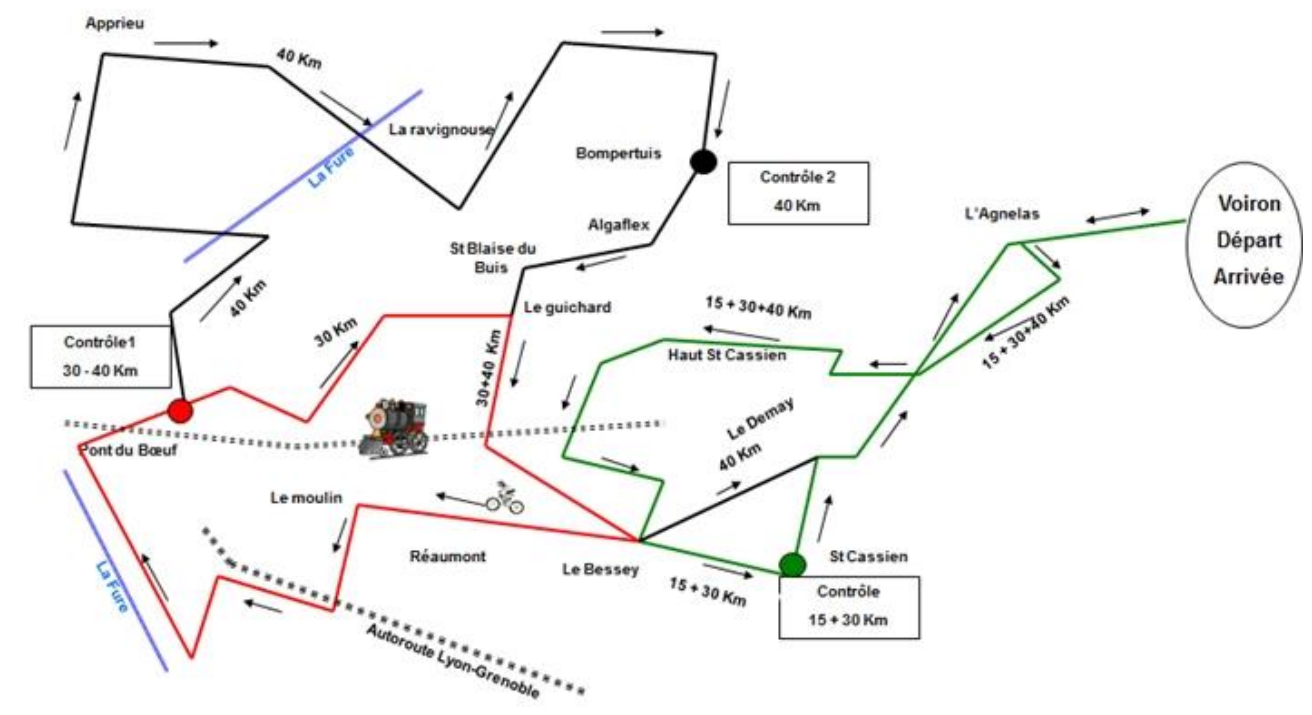 Apprieu
40 Km
La ravignouse
La Fure
Bompertuis
Contrôle 2
40 Km
L'Agnelas
Voiron
Départ
Arrivée
Algaflex
St Blaise du
Buis
Le guichard
40 Km
Contrôle1
30 - 40 Km
30 Km
30+40 Km
15 + 30+40 Km
Haut St Cassien
15 + 30+40 Km
Le Demay
40 Km
Pont du Bœuf
Le moulin
Réaumont
Le Bessey
St Cassien
15 + 30 Km
Contrôle
15 + 30 Km
La Fure
Autoroute Lyon-Grenoble